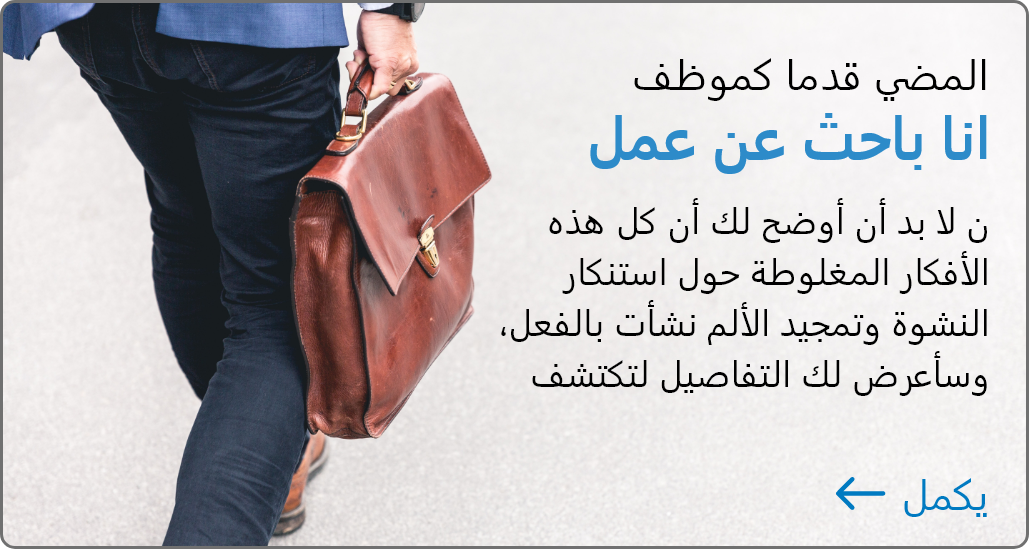 المضي قدما كموظف
انا باحث عن عمل
ن لا بد أن أوضح لك أن كل هذه
الأفكار المغلوطة حول استنكار
النشوة وتمجيد الألم نشأت بالفعل،
وسأعرض لك التفاصيل لتكتشف
يكمل